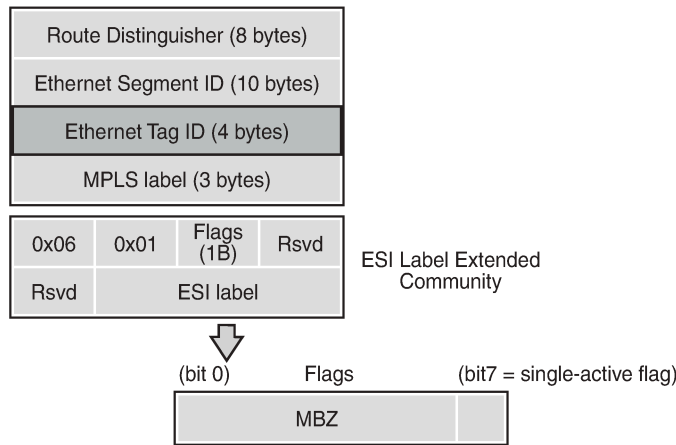 Route Distinguisher (8 bytes)
Ethernet Segment ID (10 bytes)
Ethernet Tag ID (4 bytes)
MPLS label (3 bytes)
0x06 0x01 Flags (1B) Rsvd
Rsvd ESI label
ESI Label Extended
Community
(bit 0) Flags (bit7 = single-active flag)
MBZ